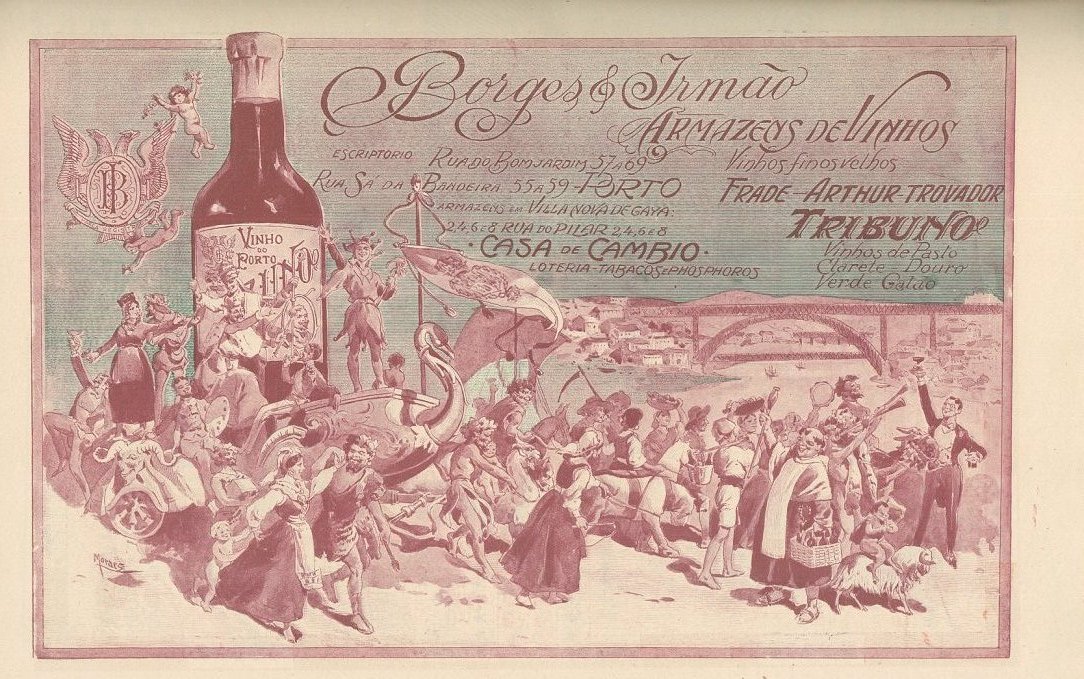 Borges & Irmão
ARMAZENS DE VINHOS
ESCRIPTORIO RUA DO BOMJARDIM, 57 A 69
RUA SÁ DA BANDEIRA 55 A 59 - PORTO
ARMAZENS EM VILLA NOVA DE GAYA:
2,4,6 E 8 RUA DO PILAR 2,4,6 E 8
• CASA DE CAMBIO •
LOTERIA - TABACOS E PHOSPHOROS
Vinhos finos velhos
FRADE - ARTHUR - TROVADOR
TRIBUNO
Vinhos de Pasto
Clarete - Douro
Verde Gatão
VINHO
DO
PORTO
UNO
B I
Moraes